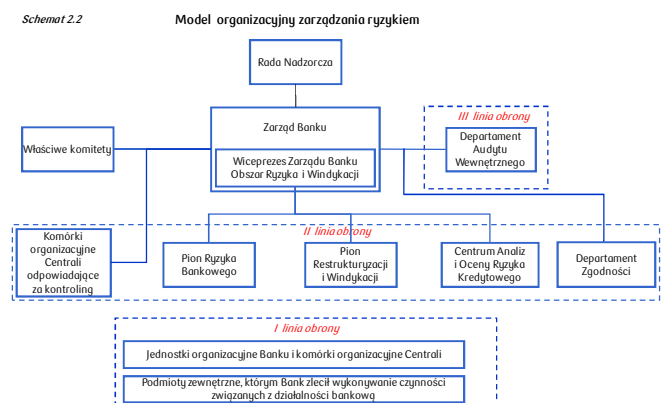 Schemat 2.2
Model organizacyjny zarządzania ryzykiem
Rada Nadzorcza
Zarząd Banku
Wiceprezes Zarządu Banku
Obszar Ryzyka i Windykacji
Właściwe komitety
III linia obrony
Departament
Audytu
Wewnętrznego
II linia obrony
Komórki
organizacyjne
Centrali
odpowiadające
za kontroling
Pion Ryzyka
Bankowego
Pion
Restrukturyzacji
i Windykacji
Centrum Analiz
i Oceny Ryzyka
Kredytowego
Departament
Zgodności
I linia obrony
Jednostki organizacyjne Banku i komórki organizacyjne Centrali
Podmioty zewnętrzne, którym Bank zlecił wykonywanie czynności
związanych z działalności bankową